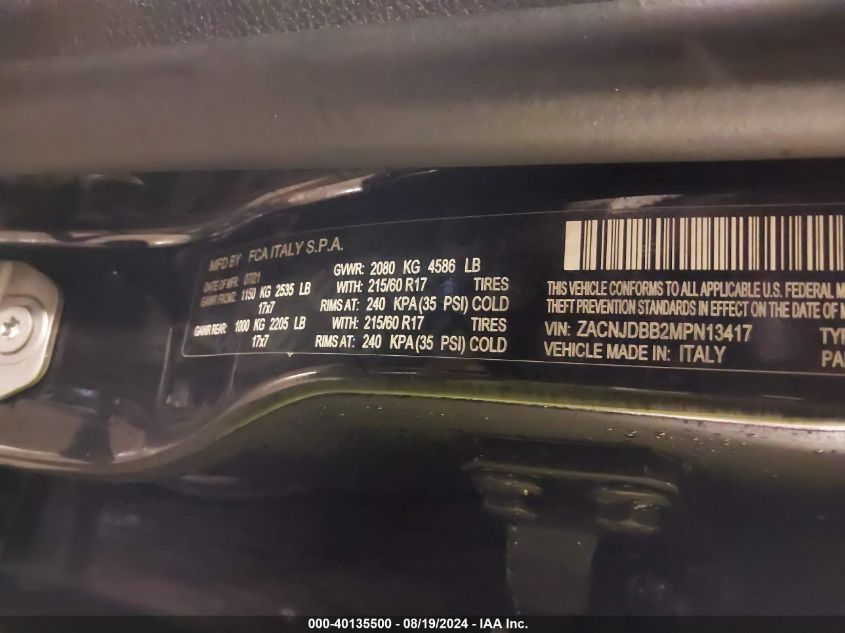 MFD BY FCA ITALY S.P.A.
DATE OF MFR 07/21 GVWR: 2080 KG 4586 LB
GAWR FRONT: 1150 KG 2535 LB WITH: 215/60 R17 TIRES
17x7 RIMS AT: 240 KPA(35 PSI) COLD
GAWR REAR: 1000 KG 2205 LB WITH: 215/60 R17 TIRES
17x7 RIMS AT: 240 KPA(35 PSI) COLD
THIS VEHICLE CONFORMS TO ALL APPLICABLE U.S. FEDERAL M
THEFT PREVENTION STANDARDS IN EFFECT ON THE DATE OF M
VIN: ZACNJDBB2MPN13417 TY
VEHICLE MADE IN: ITALY PA
000-40135500 - 08/19/2024 - IAA Inc.